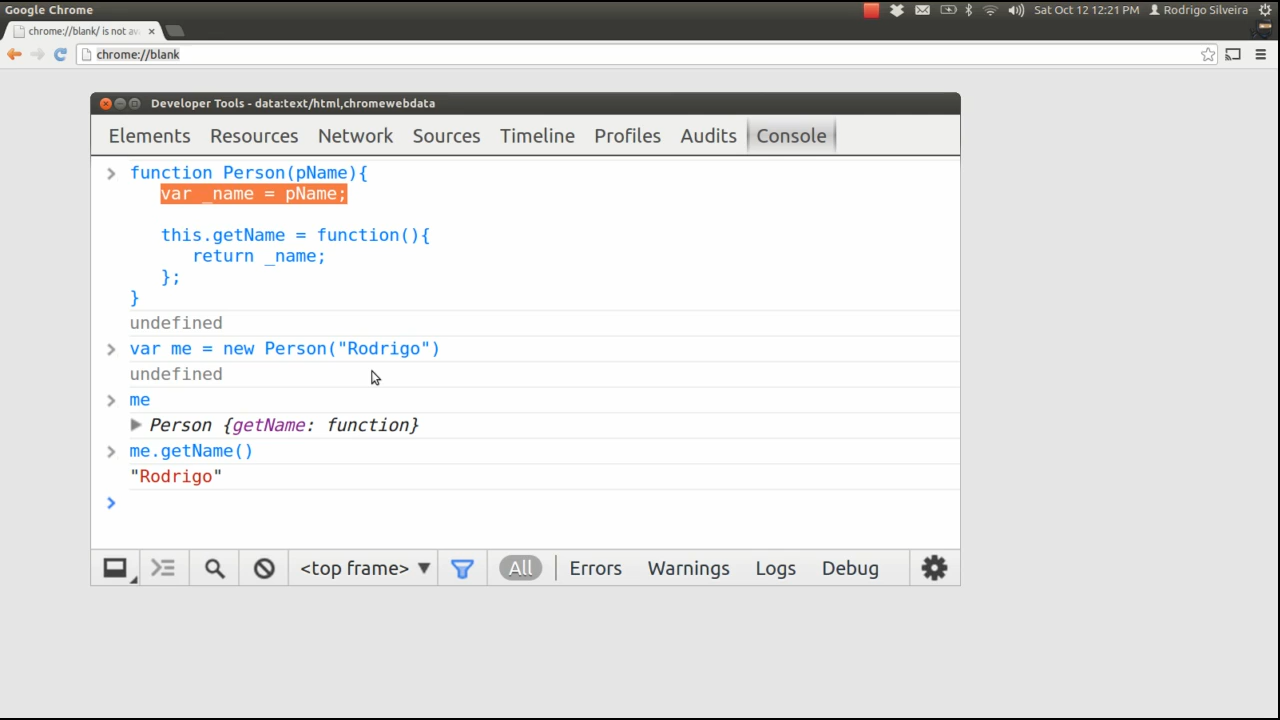 Google Chrome
Sat Oct 12 12:21 PM Rodrigo Silveira
chrome://blank/ is not
chrome://blank
Developer Tools - data:text/html,chromewebdata
Elements Resources Network Sources Timeline Profiles Audits Console
function Person(pName){
var _name = pName;
this.getName = function(){
return _name;
};
}
undefined
var me = new Person("Rodrigo")
undefined
me
Person {getName: function}
me.getName()
"Rodrigo"
<top frame> All Errors Warnings Logs Debug